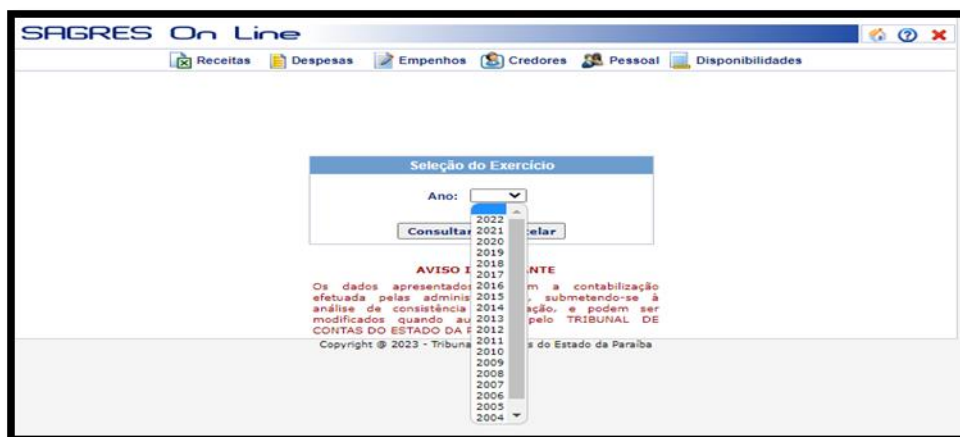 SAGRES On Line
Receitas Despesas Empenhos Credores Pessoal Disponibilidades
Seleção do Exercício
Ano:
Consultar elar
2022
2021
2020
2019
2018
2017
2016
2015
2014
2013
2012
2011
2010
2009
2008
2007
2006
2005
2004
AVISO I NTE
Os dados apresentados m a contabilização
efetuada pelas adminis , submetendo-se à
análise de consistência ação, e podem ser
modificados quando au pelo TRIBUNAL DE
CONTAS DO ESTADO DA P
Copyright @ 2023 - Tribuna s do Estado da Paraíba